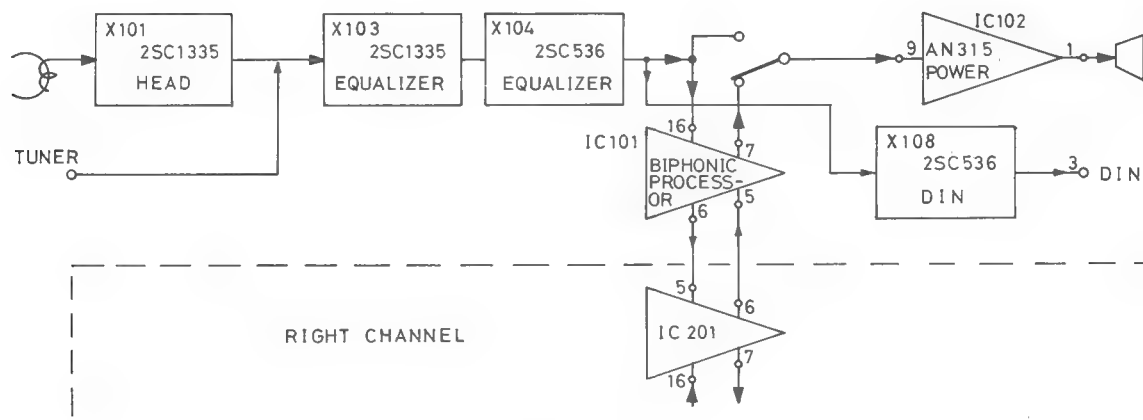 X101
2SC1335
HEAD
X103
2SC1335
EQUALIZER
X104
2SC536
EQUALIZER
IC102
9
AN315
POWER
1
TUNER
16
IC101
7
BIPHONIC
PROCESS-
OR
6
5
X108
2SC536
DIN
3
DIN
5
6
RIGHT CHANNEL
IC 201
7
16